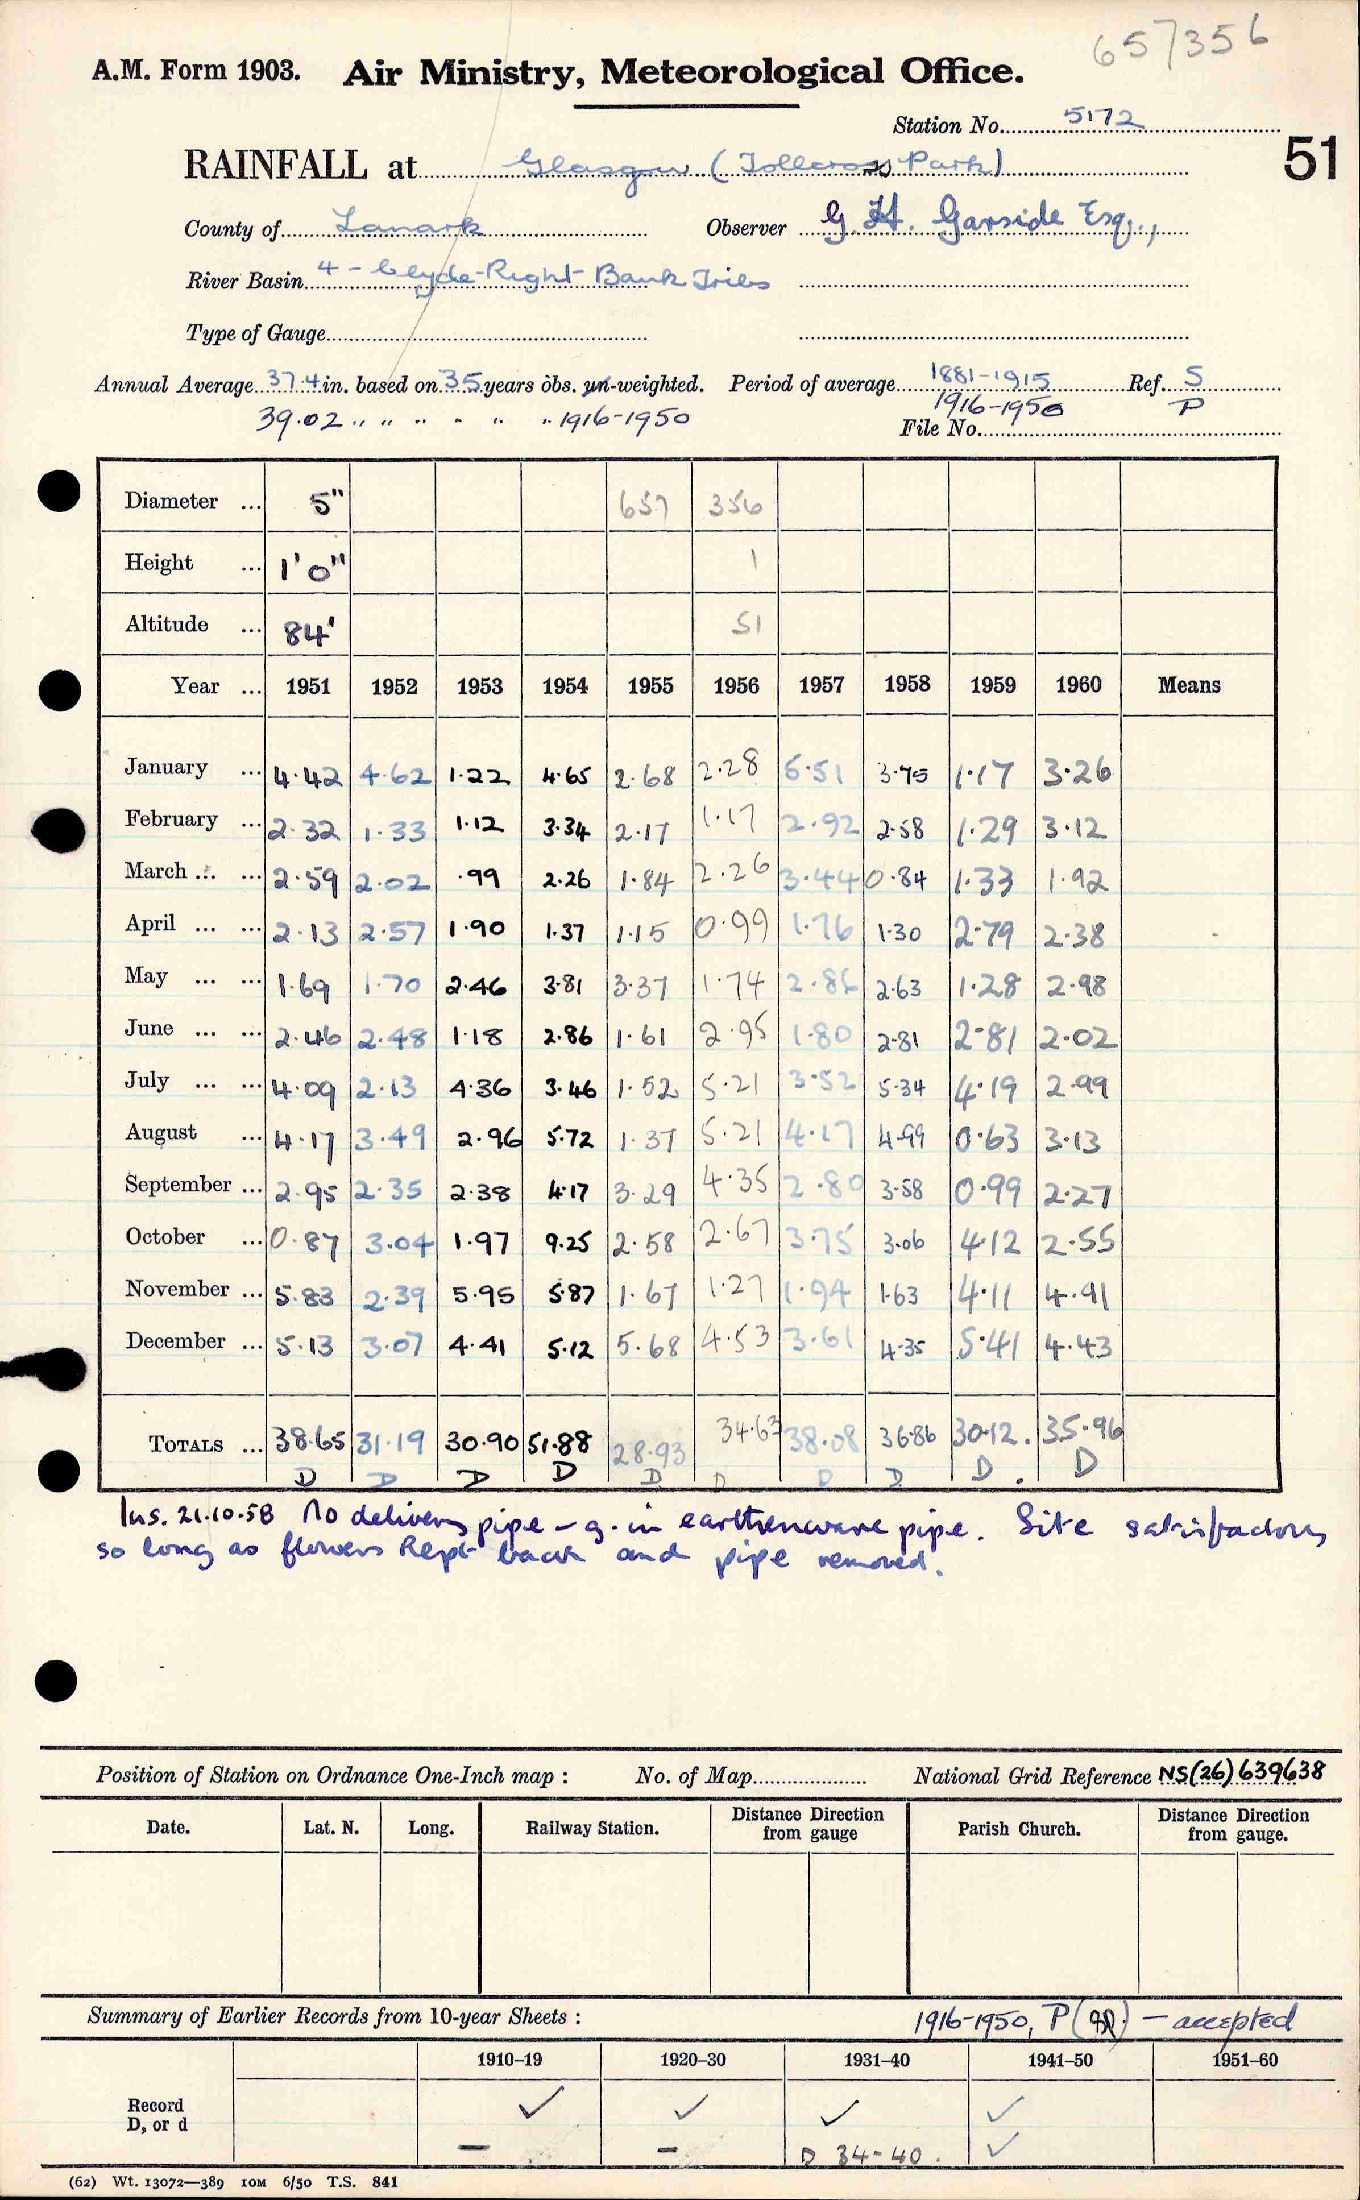 657356
A.M. Form 1903. Air Ministry, Meteorological Office.
Station No. 5172
RAINFALL at Glasgow (Tollcross Park) 51
County of Lanark Observer G. H. Garside Esq.,
River Basin 4 - Clyde-Right Bank Tribs
Type of Gauge
Annual Average 37.4 in. based on 35 years obs. un-weighted. Period of average 1881-1915 Ref. S
39.02 " " " " " " 1916-1950 1916-1950 P
File No.
Diameter ... 5" 657 356
Height ... 1' 0" 1
Altitude ... 84' 51
Year ... 1951 1952 1953 1954 1955 1956 1957 1958 1959 1960 Means
January ... 4.42 4.62 1.22 4.65 2.68 2.28 5.51 3.75 1.17 3.26
February ... 2.32 1.33 1.12 3.34 2.17 1.17 2.92 2.58 1.29 3.12
March ... ... 2.59 2.02 .99 2.26 1.84 2.26 3.44 0.84 1.33 1.92
April ... ... 2.13 2.57 1.90 1.37 1.15 0.99 1.76 1.30 2.79 2.38
May ... ... 1.69 1.70 2.46 3.81 3.37 1.74 2.86 2.63 1.28 2.98
June ... ... 2.46 2.48 1.18 2.86 1.61 2.95 1.80 2.81 2.81 2.02
July ... ... 4.09 2.13 4.36 3.46 1.52 5.21 3.52 5.34 4.19 2.99
August ... 4.17 3.49 2.96 5.72 1.37 5.21 4.17 4.99 0.63 3.13
September ... 2.95 2.35 2.38 4.17 3.29 4.35 2.80 3.58 0.99 2.27
October ... 0.87 3.04 1.97 9.25 2.58 2.67 3.75 3.06 4.12 2.55
November ... 5.83 2.39 5.95 5.87 1.67 1.27 1.94 1.63 4.11 4.91
December ... 5.13 3.07 4.41 5.12 5.68 4.53 3.61 4.35 5.41 4.43
TOTALS ... 38.65 31.19 30.90 51.88 28.93 34.63 38.08 36.86 30.12. 35.96
D D D D D D D D D. D
Ins. 21.10.58 No delivery pipe - g. in earthenware pipe. Site satisfactory
so long as flowers kept back and pipe removed.
Position of Station on Ordnance One-Inch map : No. of Map National Grid Reference NS(26)639638
Date. Lat. N. Long. Railway Station. Distance Direction from gauge Parish Church. Distance Direction from gauge.
Summary of Earlier Records from 10-year Sheets : 1916-1950, P () - accepted
1910-19 1920-30 1931-40 1941-50 1951-60
Record ✓ ✓ ✓ ✓
D, or d - - D 34-40. ✓
(62) Wt. 13072—389 10M 6/50 T.S. 841